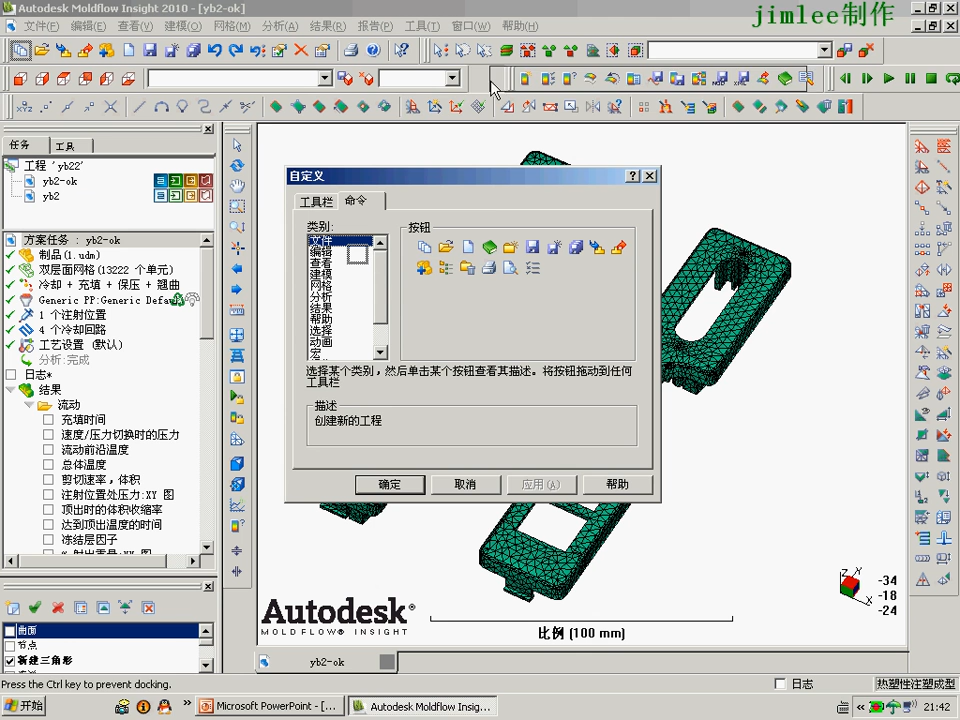 Autodesk Moldflow Insight 2010 - [yb2-ok]
jimlee制作
文件(F) 编辑(E) 查看(V) 建模(O) 网格(M) 分析(A) 结果(R) 报告(P) 工具(T) 窗口(W) 帮助(H)
任务 工具
工程 'yb22'
yb2-ok
yb2
方案任务 : yb2-ok
制品(1.udm)
双层面网格(13222 个单元)
冷却 + 充填 + 保压 + 翘曲
Generic PP:Generic Defau
1 个注射位置
4 个冷却回路
工艺设置 (默认)
分析:完成
日志*
结果
流动
充填时间
速度/压力切换时的压力
流动前沿温度
总体温度
剪切速率,体积
注射位置处压力:XY 图
顶出时的体积收缩率
达到顶出温度的时间
冻结层因子
% 射出重量:XY 图
曲面
节点
新建三角形
自定义
工具栏 命令
类别:
文件
编辑
查看
建模
网格
分析
结果
帮助
选择
动画
宏
按钮
选择某个类别,然后单击某个按钮查看其描述。将按钮拖动到任何
工具栏
描述
创建新的工程
确定 取消 应用(A) 帮助
Autodesk®
MOLDFLOW® INSIGHT
比例 (100 mm)
Z Y X
-34
-18
-24
yb2-ok
Press the Ctrl key to prevent docking.
日志 热塑性注塑成型
开始 Microsoft PowerPoint - [... Autodesk Moldflow Insig... 21:42